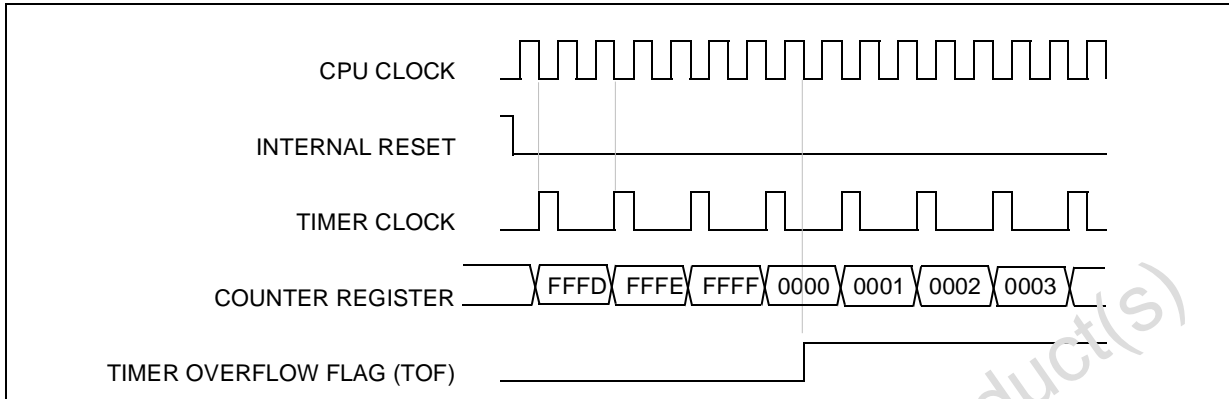 CPU CLOCK
INTERNAL RESET
TIMER CLOCK
COUNTER REGISTER
FFFD FFFE FFFF 0000 0001 0002 0003
TIMER OVERFLOW FLAG (TOF)